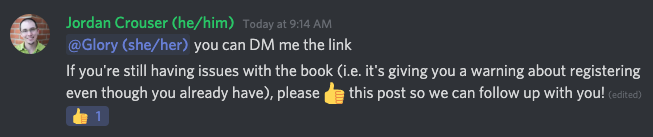 Jordan Crouser (he/him) Today at 9:14 AM
@Glory (she/her) you can DM me the link
If you're still having issues with the book (i.e. it's giving you a warning about registering
even though you already have), please 👍 this post so we can follow up with you! (edited)
👍 1